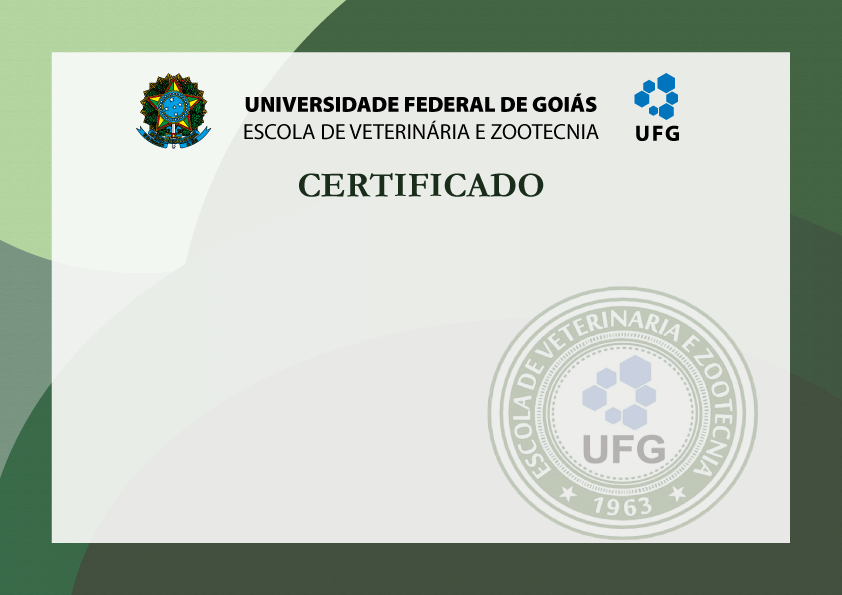 UNIVERSIDADE FEDERAL DE GOIÁS
ESCOLA DE VETERINÁRIA E ZOOTECNIA
UFG
CERTIFICADO
ESCOLA DE VETERINARIA E ZOOTECNIA
UFG
1963